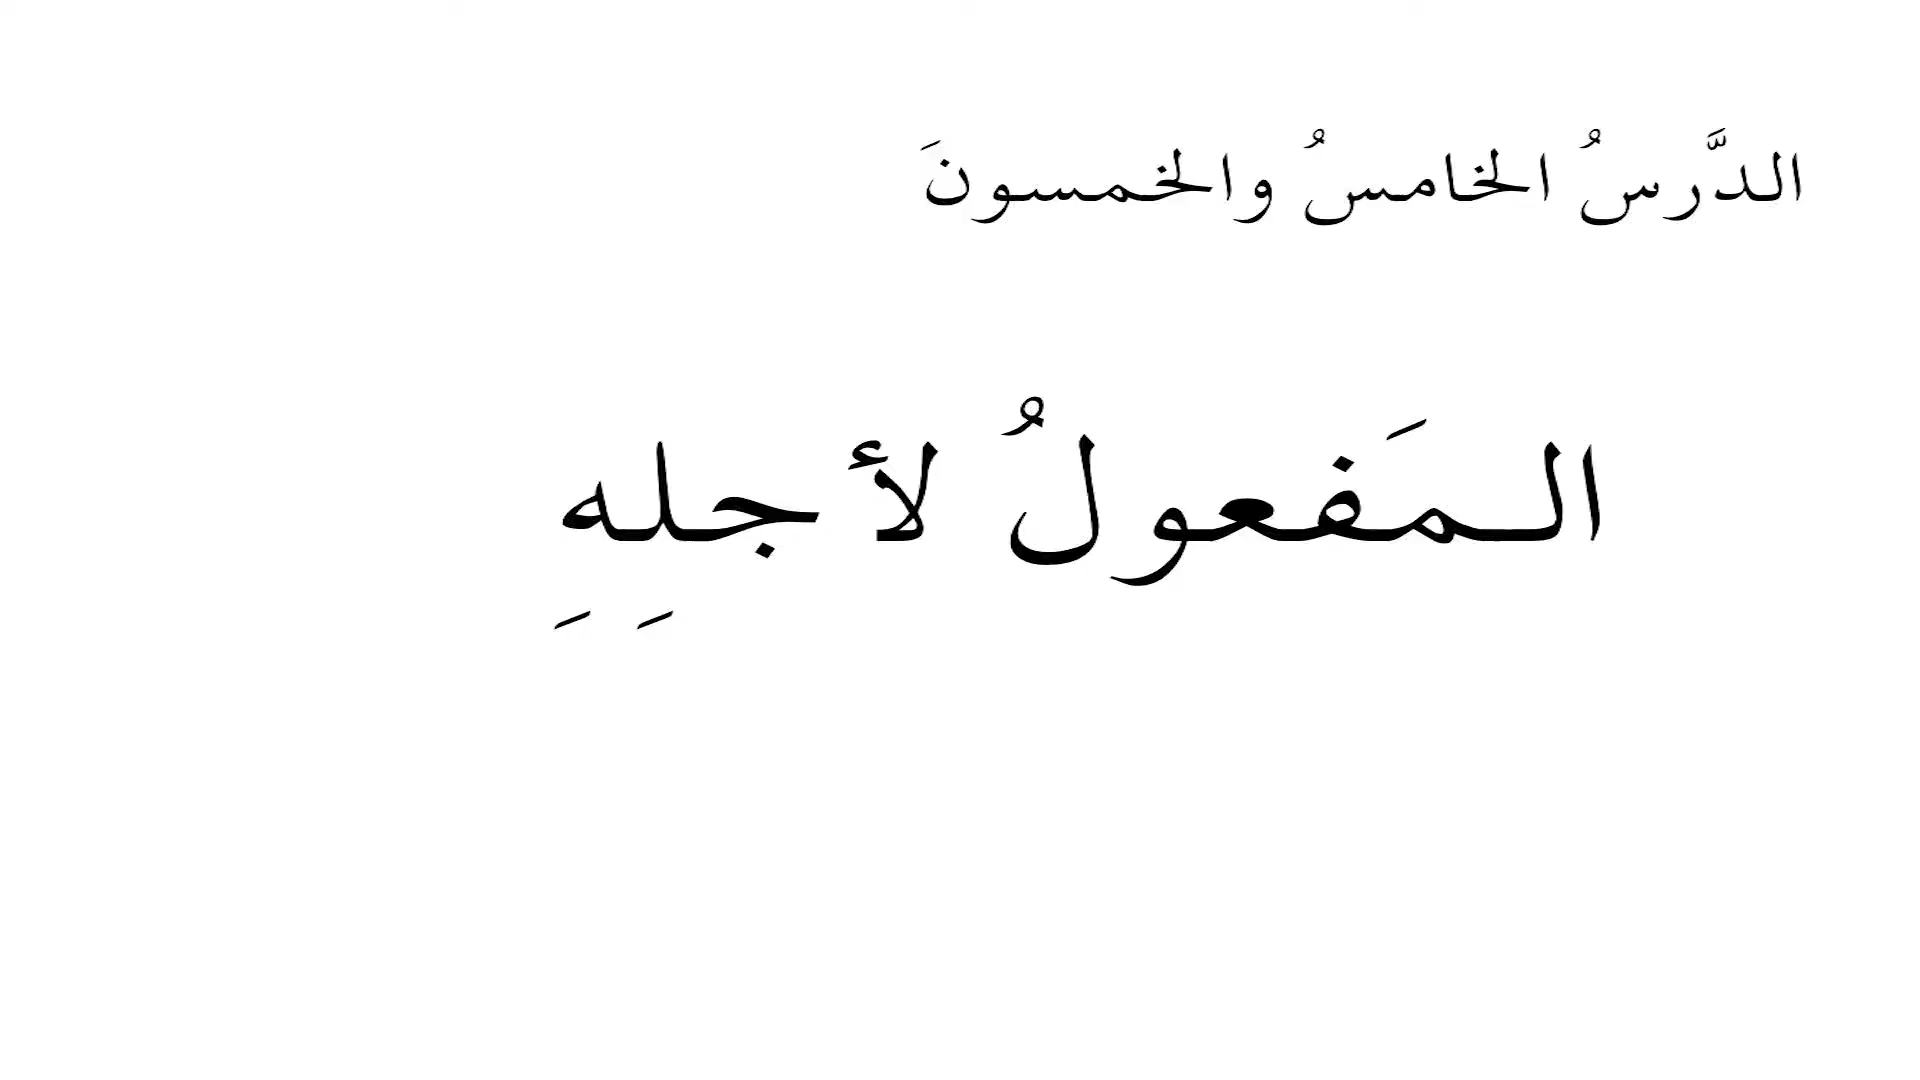 الدَّرسُ الخامسُ والخمسونَ
المَفعولُ لأجلِهِ